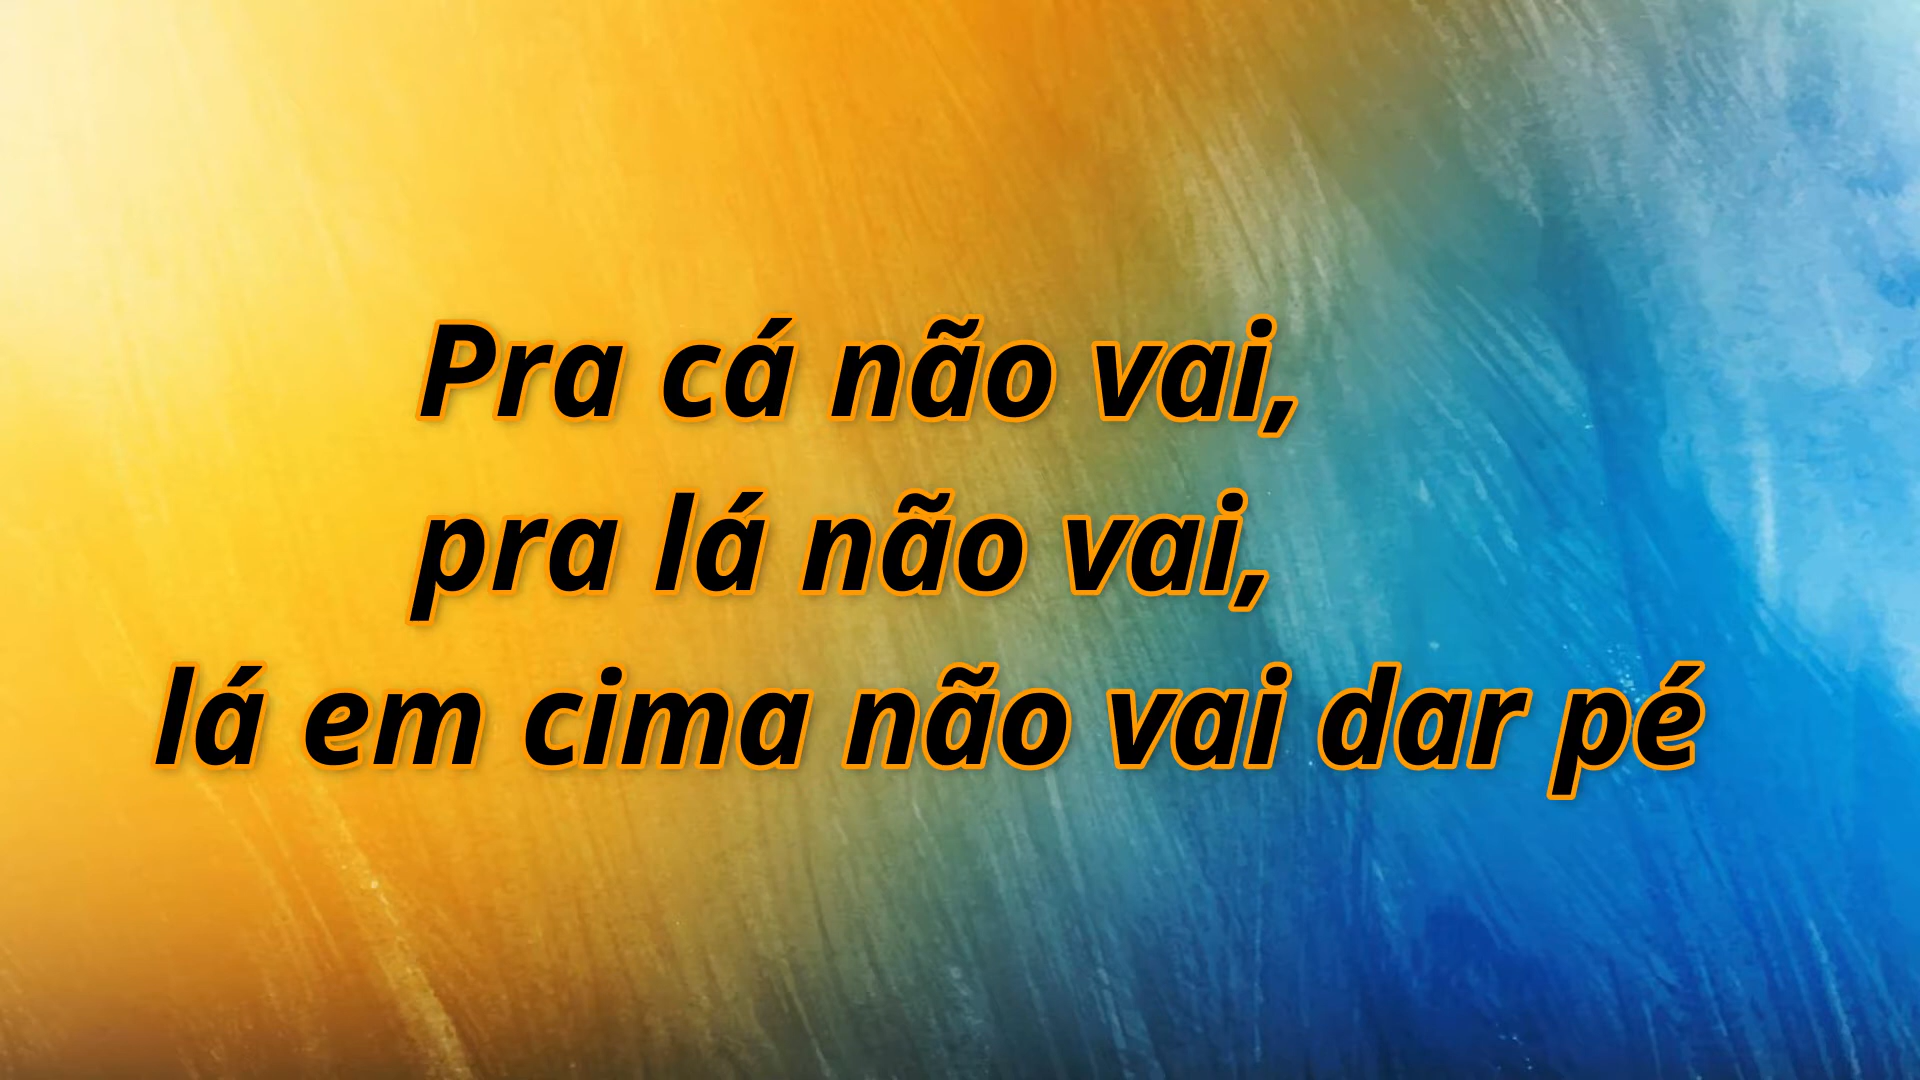 Pra cá não vai,
pra lá não vai,
lá em cima não vai dar pé